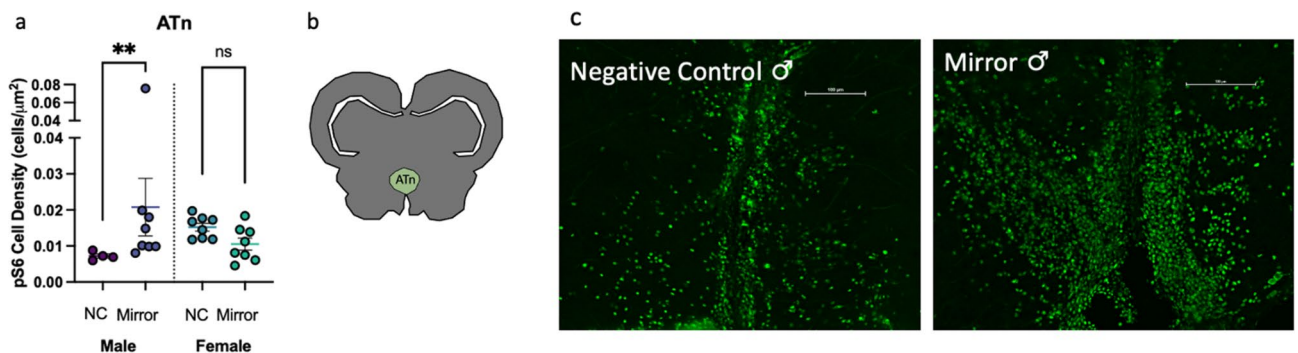 a
ATn
**
ns
pS6 Cell Density (cells/µm²)
0.08
0.06
0.04
0.04
0.03
0.02
0.01
0.00
NC Mirror NC Mirror
Male Female
b
ATn
c
Negative Control ♂
100 µm
Mirror ♂